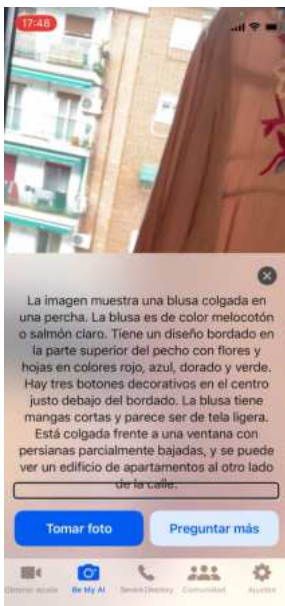 17:48
La imagen muestra una blusa colgada en
una percha. La blusa es de color melocotón
o salmón claro. Tiene un diseño bordado en
la parte superior del pecho con flores y
hojas en colores rojo, azul, dorado y verde.
Hay tres botones decorativos en el centro
justo debajo del bordado. La blusa tiene
mangas cortas y parece ser de tela ligera.
Está colgada frente a una ventana con
persianas parcialmente bajadas, y se puede
ver un edificio de apartamentos al otro lado
de la calle.
Tomar foto Preguntar más
Obtener ayuda Be My AI Service Directory Comunidad Ajustes